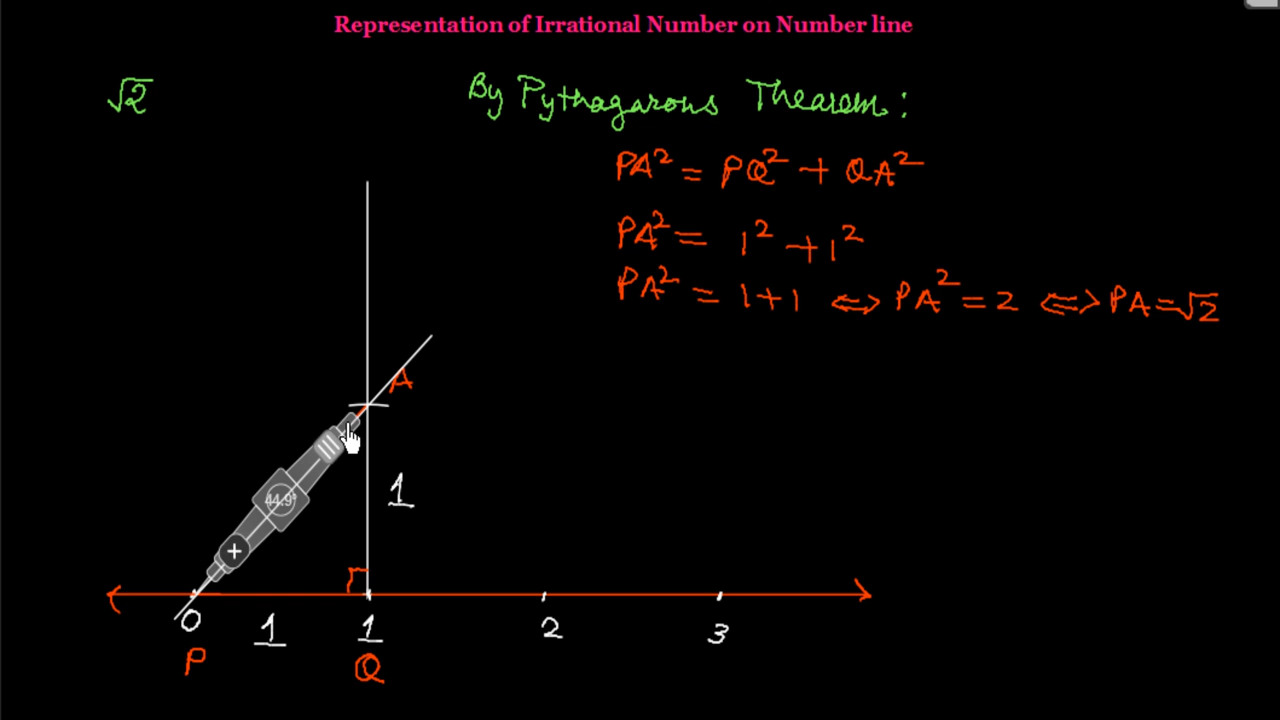 Representation of Irrational Number on Number line
√2
By Pythagarous Theorem:
PA² = PQ² + QA²
PA² = 1² + 1²
PA² = 1+1 ⇔ PA² = 2 ⇔ PA = √2
A
44.9°
1
0 1 1 2 3
P Q